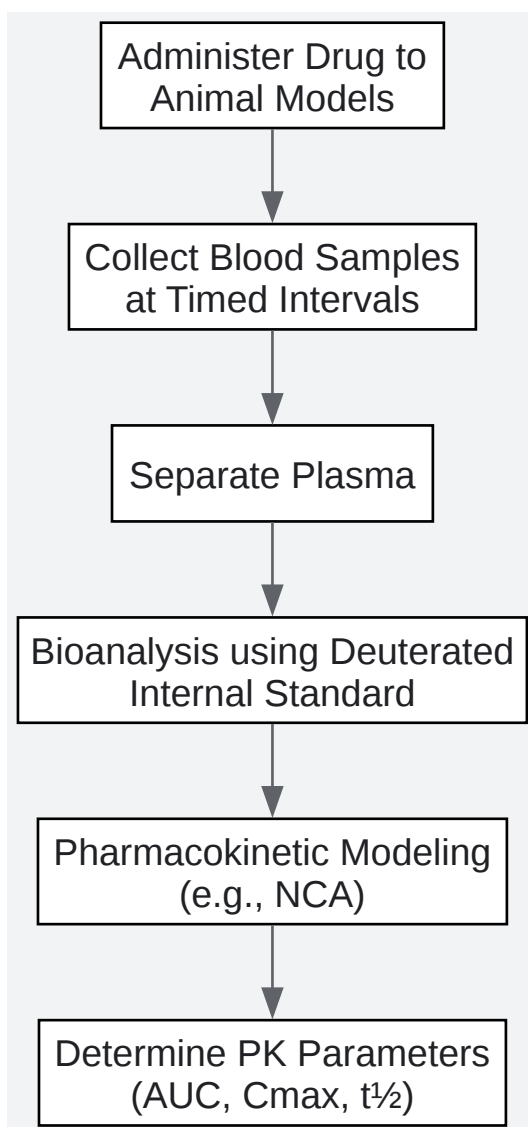 Administer Drug to
Animal Models
Collect Blood Samples
at Timed Intervals
Separate Plasma
Bioanalysis using Deuterated
Internal Standard
Pharmacokinetic Modeling
(e.g., NCA)
Determine PK Parameters
(AUC, Cmax, t½)